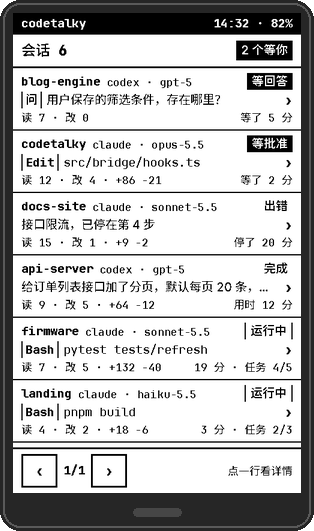 codetalky 14:32 · 82%
会话 6 2 个等你
blog-engine codex · gpt-5 等回答
问 用户保存的筛选条件，存在哪里？ ›
读 7 · 改 0 等了 5 分
codetalky claude · opus-5.5 等批准
Edit src/bridge/hooks.ts ›
读 12 · 改 4 · +86 -21 等了 2 分
docs-site claude · sonnet-5.5 出错
接口限流，已停在第 4 步 ›
读 15 · 改 1 · +9 -2 停了 20 分
api-server codex · gpt-5 完成
给订单列表接口加了分页，默认每页 20 条，… ›
读 9 · 改 5 · +64 -12 用时 12 分
firmware claude · sonnet-5.5 运行中
Bash pytest tests/refresh ›
读 7 · 改 5 · +132 -40 19 分 · 任务 4/5
landing claude · haiku-5.5 运行中
Bash pnpm build ›
读 4 · 改 2 · +18 -6 3 分 · 任务 2/3
‹ 1/1 › 点一行看详情